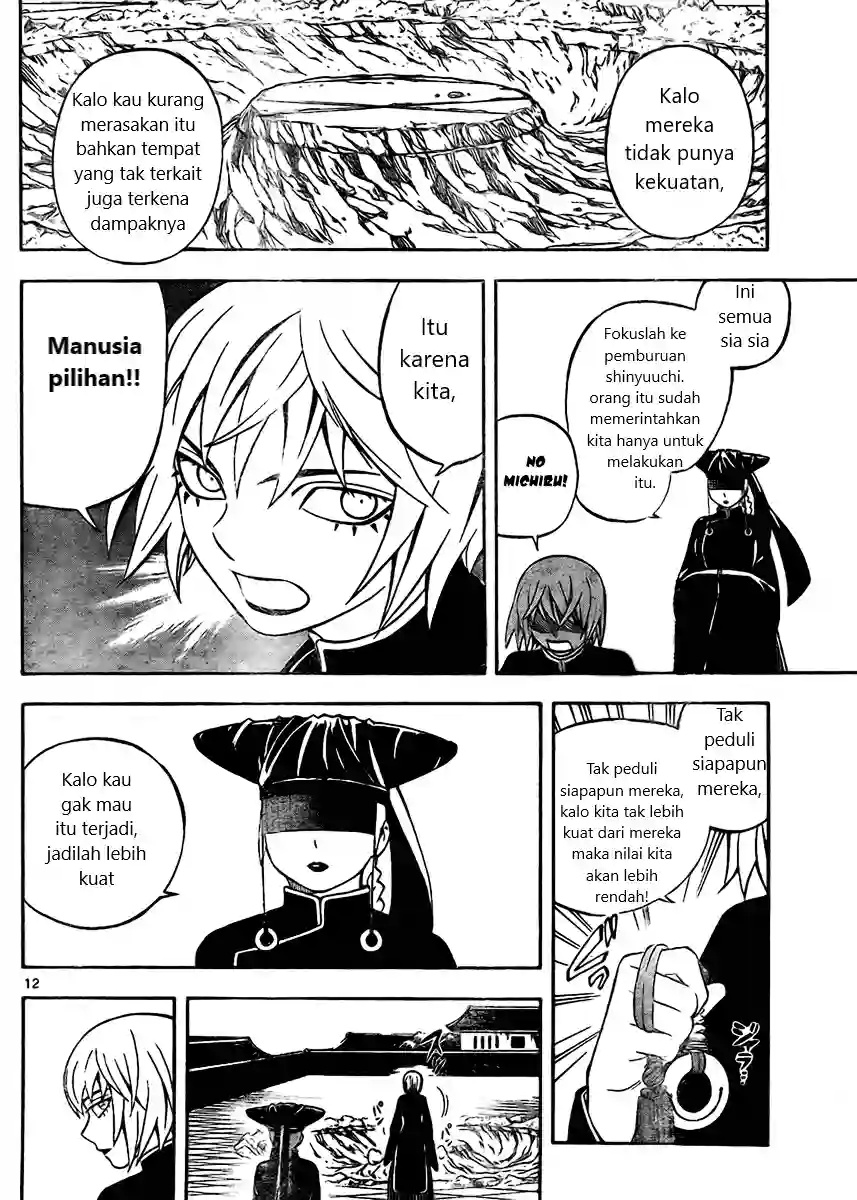 Kalo
mereka
tidak punya
kekuatan,
Kalo kau kurang
merasakan itu
bahkan tempat
yang tak terkait
juga terkena
dampaknya
Ini
semua
sia sia
Fokuslah ke
pemburuan
shinyuuchi.
orang itu sudah
memerintahkan
kita hanya untuk
melakukan
itu.
NO
MICHIRU!
Itu
karena
kita,
Manusia
pilihan!!
Tak
peduli
siapapun
mereka,
Tak peduli
siapapun mereka,
kalo kita tak lebih
kuat dari mereka
maka nilai kita
akan lebih
rendah!
Kalo kau
gak mau
itu terjadi,
jadilah lebih
kuat
12